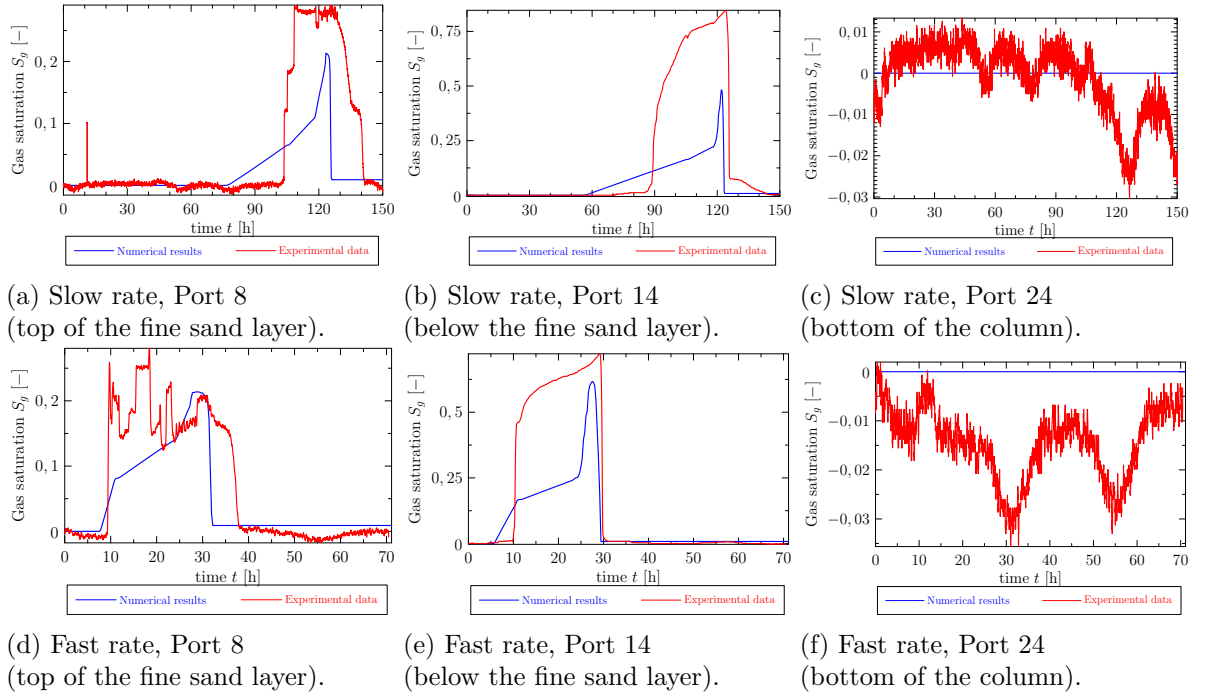 Gas saturation S_g [−]
0,2
0,1
0
0 30 60 90 120 150
time t [h]
Numerical results Experimental data
(a) Slow rate, Port 8
(top of the fine sand layer).
Gas saturation S_g [−]
0,75
0,5
0,25
0
0 30 60 90 120 150
time t [h]
Numerical results Experimental data
(b) Slow rate, Port 14
(below the fine sand layer).
Gas saturation S_g [−]
0,01
0
−0,01
−0,02
−0,03
0 30 60 90 120 150
time t [h]
Numerical results Experimental data
(c) Slow rate, Port 24
(bottom of the column).
Gas saturation S_g [−]
0,2
0,1
0
0 10 20 30 40 50 60 70
time t [h]
Numerical results Experimental data
(d) Fast rate, Port 8
(top of the fine sand layer).
Gas saturation S_g [−]
0,5
0,25
0
0 10 20 30 40 50 60 70
time t [h]
Numerical results Experimental data
(e) Fast rate, Port 14
(below the fine sand layer).
Gas saturation S_g [−]
0
−0,01
−0,02
−0,03
0 10 20 30 40 50 60 70
time t [h]
Numerical results Experimental data
(f) Fast rate, Port 24
(bottom of the column).